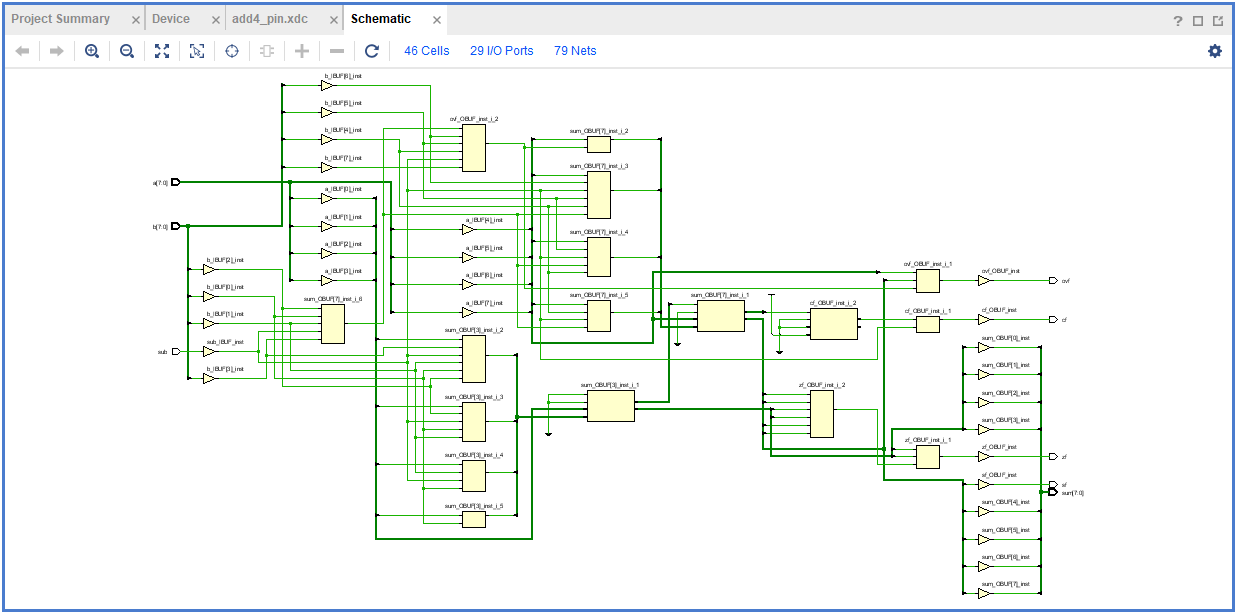 Project Summary
Device
add4_pin.xdc
Schematic
46 Cells
29 I/O Ports
79 Nets
b_IBUF[6]_inst
b_IBUF[5]_inst
b_IBUF[4]_inst
b_IBUF[7]_inst
ovf_OBUF_inst_i_2
sum_OBUF[7]_inst_i_2
sum_OBUF[7]_inst_i_3
a[7:0]
a_IBUF[0]_inst
a_IBUF[1]_inst
a_IBUF[2]_inst
a_IBUF[3]_inst
b[7:0]
a_IBUF[4]_inst
a_IBUF[5]_inst
a_IBUF[6]_inst
a_IBUF[7]_inst
sum_OBUF[7]_inst_i_4
sum_OBUF[7]_inst_i_5
b_IBUF[2]_inst
b_IBUF[0]_inst
b_IBUF[1]_inst
sub_IBUF_inst
b_IBUF[3]_inst
sub
sum_OBUF[7]_inst_i_6
sum_OBUF[3]_inst_i_2
sum_OBUF[3]_inst_i_3
sum_OBUF[3]_inst_i_4
sum_OBUF[3]_inst_i_5
sum_OBUF[7]_inst_i_1
sum_OBUF[3]_inst_i_1
cf_OBUF_inst_i_2
zf_OBUF_inst_i_2
ovf_OBUF_inst_i_1
cf_OBUF_inst_i_1
zf_OBUF_inst_i_1
ovf_OBUF_inst
ovf
cf_OBUF_inst
cf
sum_OBUF[0]_inst
sum_OBUF[1]_inst
sum_OBUF[2]_inst
sum_OBUF[3]_inst
zf_OBUF_inst
zf
sf_OBUF_inst
sf
sum[7:0]
sum_OBUF[4]_inst
sum_OBUF[5]_inst
sum_OBUF[6]_inst
sum_OBUF[7]_inst